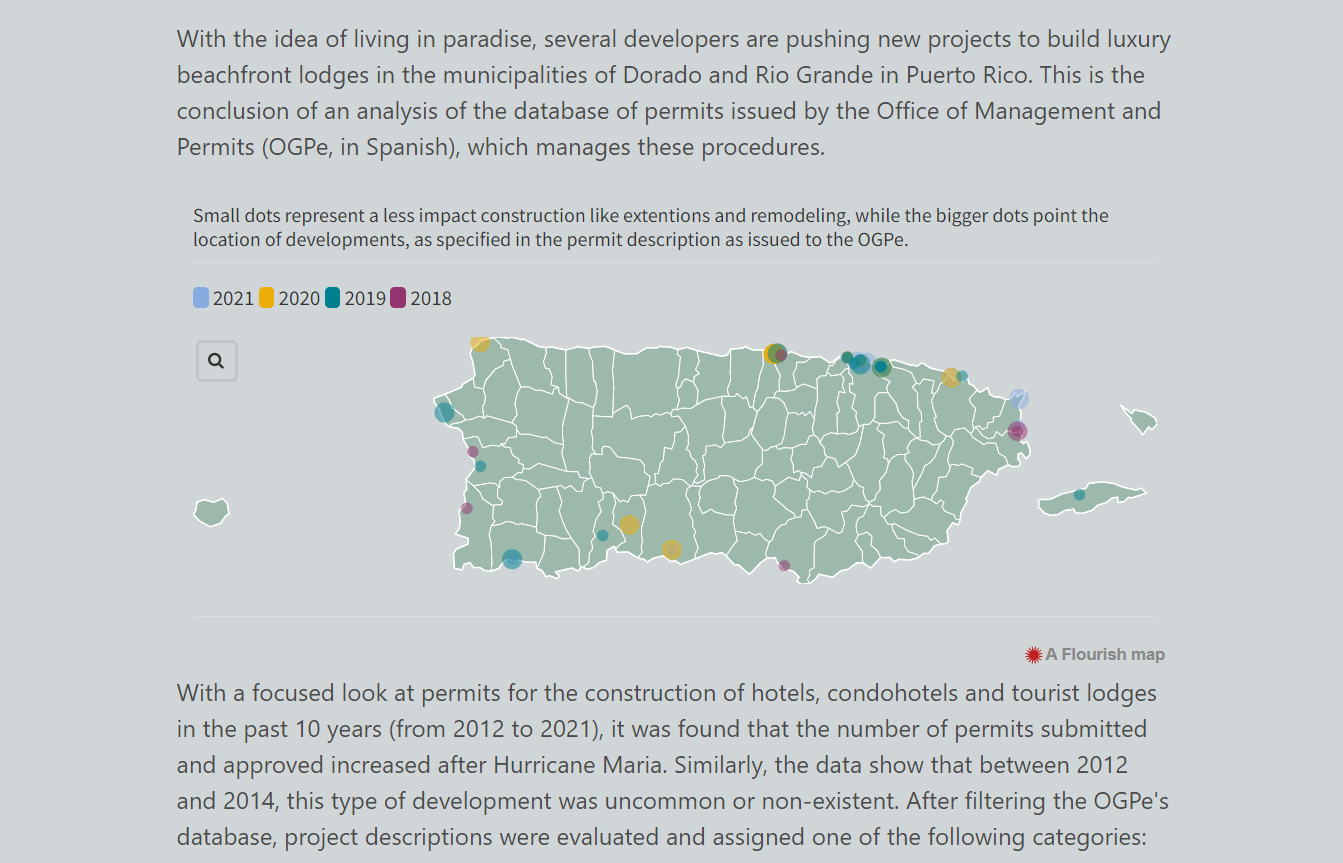 With the idea of living in paradise, several developers are pushing new projects to build luxury
beachfront lodges in the municipalities of Dorado and Rio Grande in Puerto Rico. This is the
conclusion of an analysis of the database of permits issued by the Office of Management and
Permits (OGPe, in Spanish), which manages these procedures.
Small dots represent a less impact construction like extentions and remodeling, while the bigger dots point the
location of developments, as specified in the permit description as issued to the OGPe.
2021 2020 2019 2018
A Flourish map
With a focused look at permits for the construction of hotels, condohotels and tourist lodges
in the past 10 years (from 2012 to 2021), it was found that the number of permits submitted
and approved increased after Hurricane Maria. Similarly, the data show that between 2012
and 2014, this type of development was uncommon or non-existent. After filtering the OGPe's
database, project descriptions were evaluated and assigned one of the following categories: